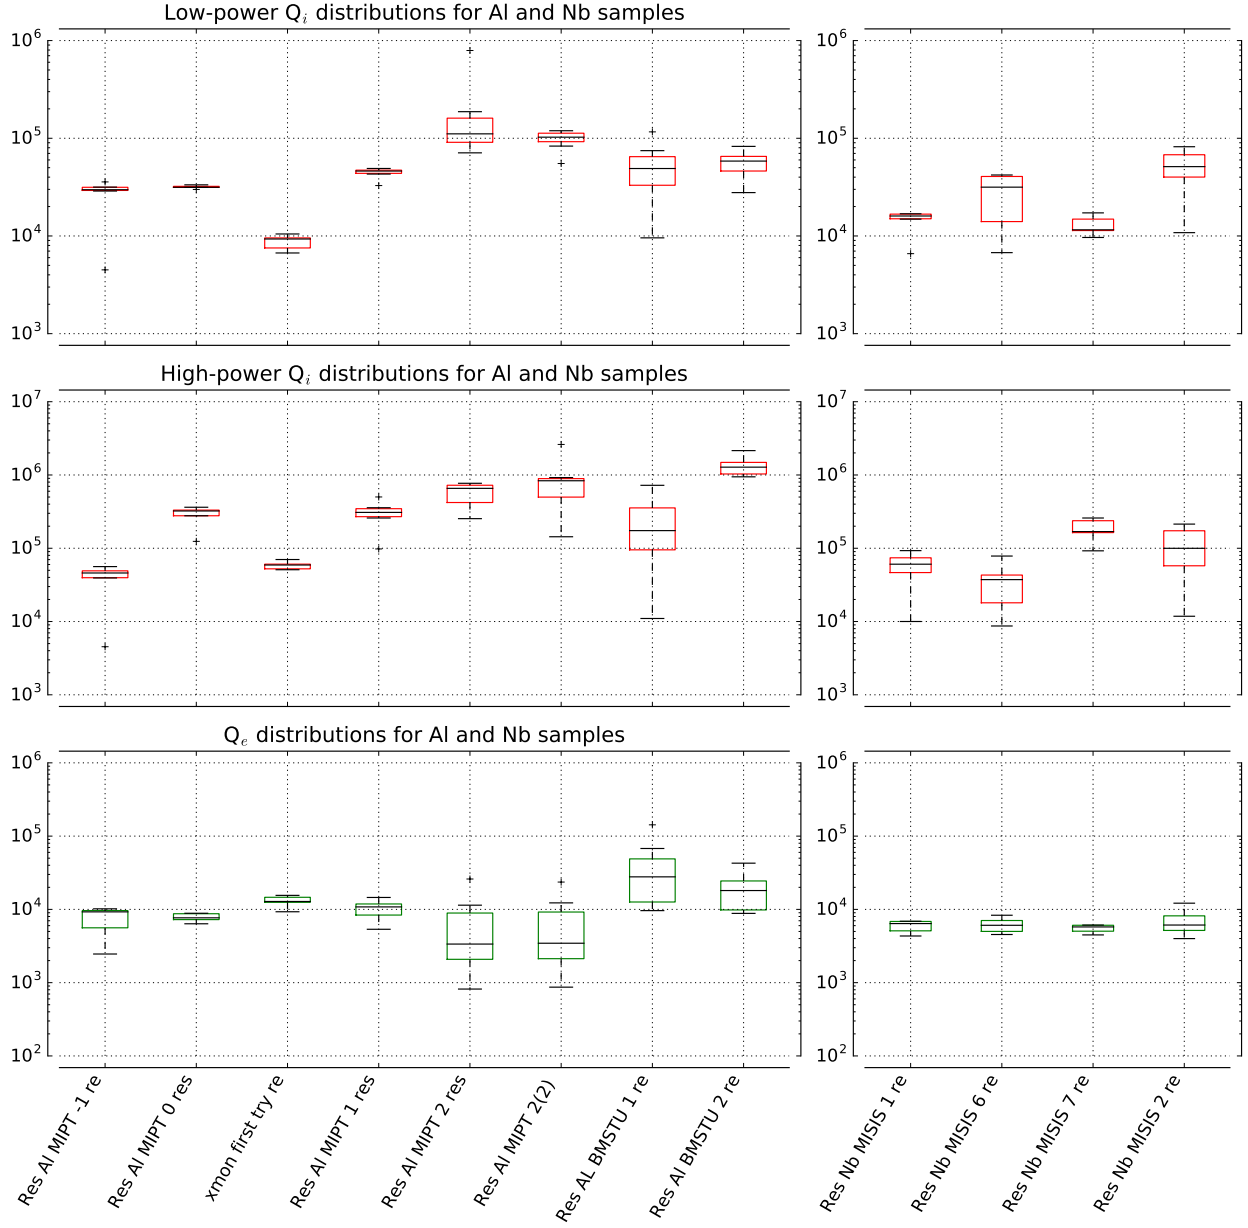 Low-power Qi distributions for Al and Nb samples
10^6
10^5
10^4
10^3
10^6
10^5
10^4
10^3
High-power Qi distributions for Al and Nb samples
10^7
10^6
10^5
10^4
10^3
10^7
10^6
10^5
10^4
10^3
Qe distributions for Al and Nb samples
10^6
10^5
10^4
10^3
10^2
10^6
10^5
10^4
10^3
10^2
Res Al MIPT -1 re
Res Al MIPT 0 res
xmon first try re
Res Al MIPT 1 res
Res Al MIPT 2 res
Res Al MIPT 2(2)
Res AL BMSTU 1 re
Res Al BMSTU 2 re
Res Nb MISIS 1 re
Res Nb MISIS 6 re
Res Nb MISIS 7 re
Res Nb MISIS 2 re